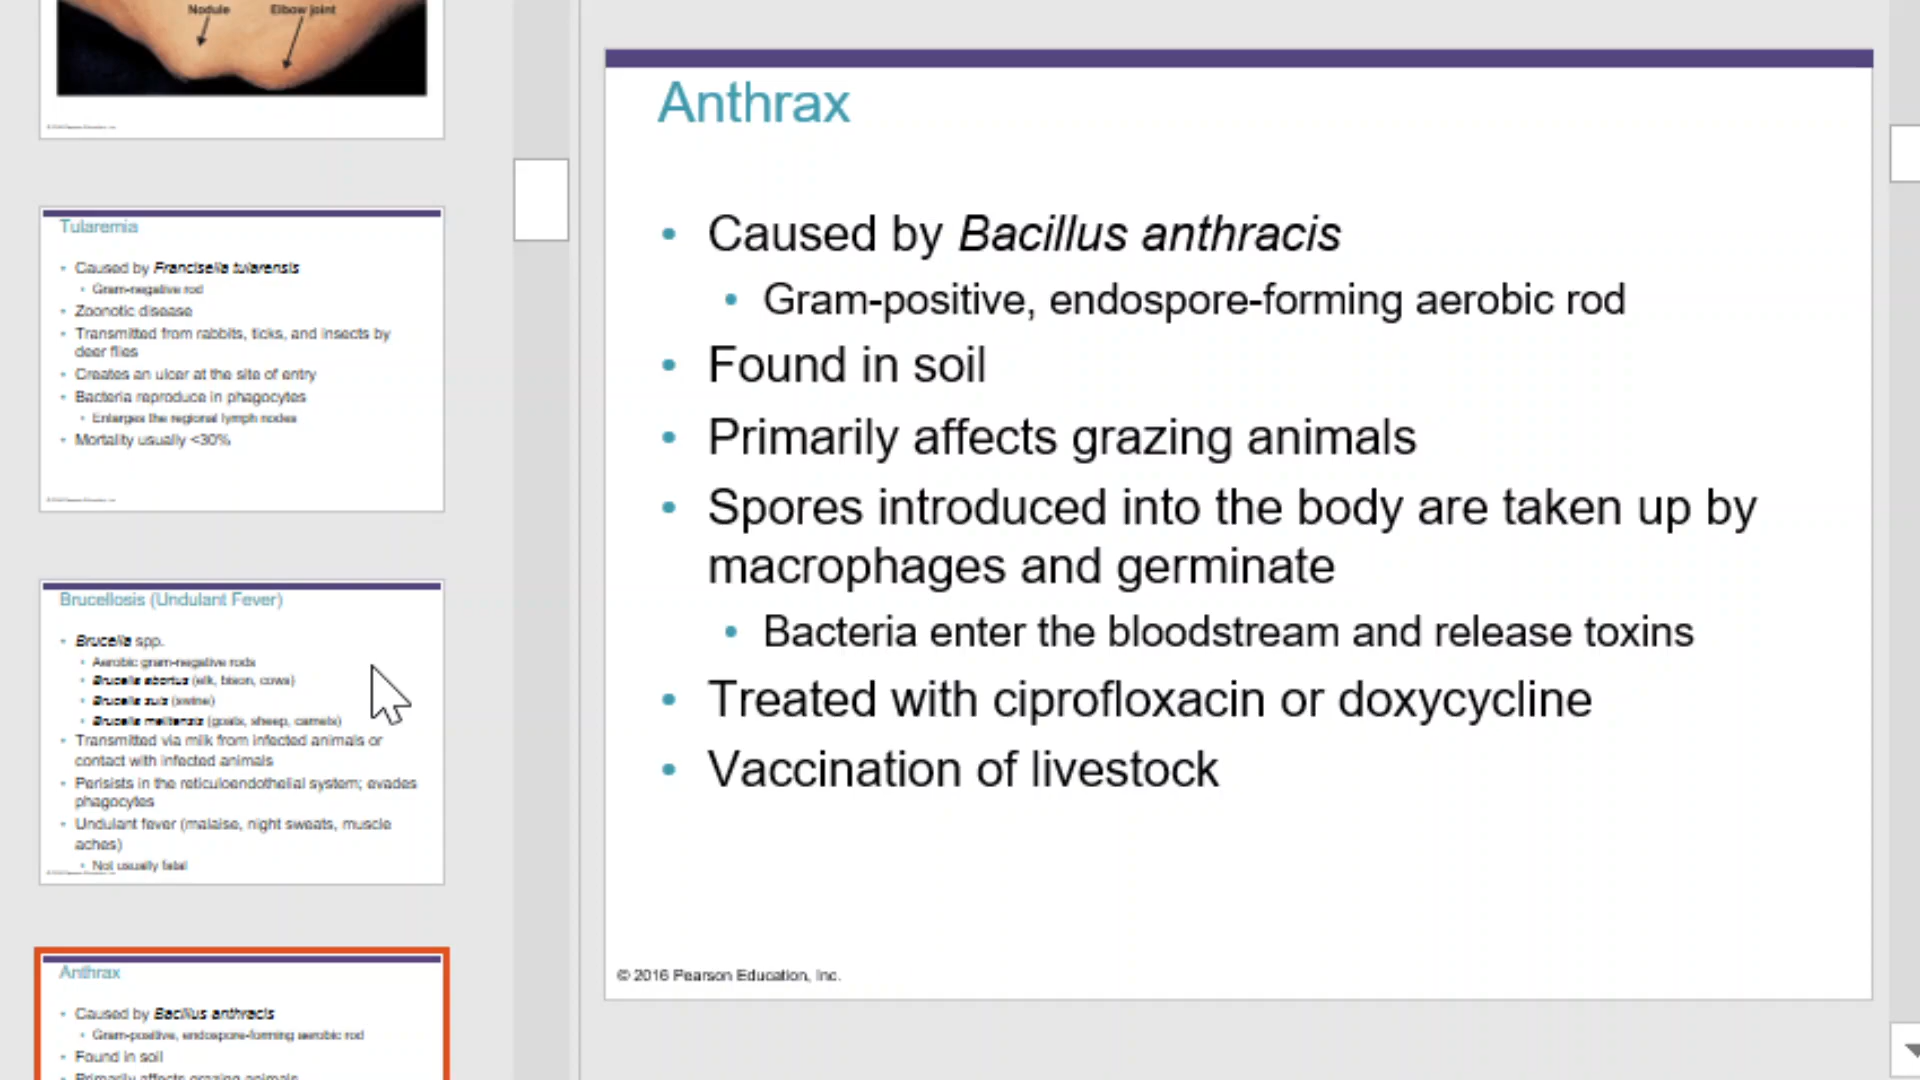 Nodule
Elbow joint
Tularemia
• Caused by Francisella tularensis
• Gram-negative rod
• Zoonotic disease
• Transmitted from rabbits, ticks, and insects by
deer flies
• Creates an ulcer at the site of entry
• Bacteria reproduce in phagocytes
• Enlarges the regional lymph nodes
• Mortality usually <30%
Brucellosis (Undulant Fever)
• Brucella spp.
• Aerobic gram-negative rods
• Brucella abortus (elk, bison, cows)
• Brucella suis (swine)
• Brucella melitensis (goats, sheep, camels)
• Transmitted via milk from infected animals or
contact with infected animals
• Perisists in the reticuloendothelial system; evades
phagocytes
• Undulant fever (malaise, night sweats, muscle
aches)
• Not usually fatal
Anthrax
• Caused by Bacillus anthracis
• Gram-positive, endospore-forming aerobic rod
• Found in soil
• Primarily affects grazing animals
Anthrax
• Caused by Bacillus anthracis
• Gram-positive, endospore-forming aerobic rod
• Found in soil
• Primarily affects grazing animals
• Spores introduced into the body are taken up by
macrophages and germinate
• Bacteria enter the bloodstream and release toxins
• Treated with ciprofloxacin or doxycycline
• Vaccination of livestock
© 2016 Pearson Education, Inc.